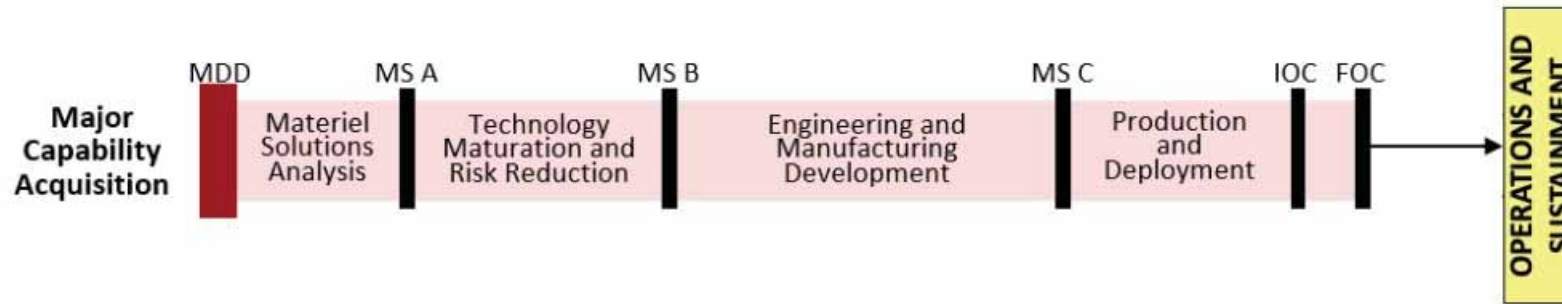 MDD
MS A
MS B
MS C
IOC
FOC
Major
Capability
Acquisition
Materiel
Solutions
Analysis
Technology
Maturation and
Risk Reduction
Engineering and
Manufacturing
Development
Production
and
Deployment
OPERATIONS AND
SUSTAINMENT